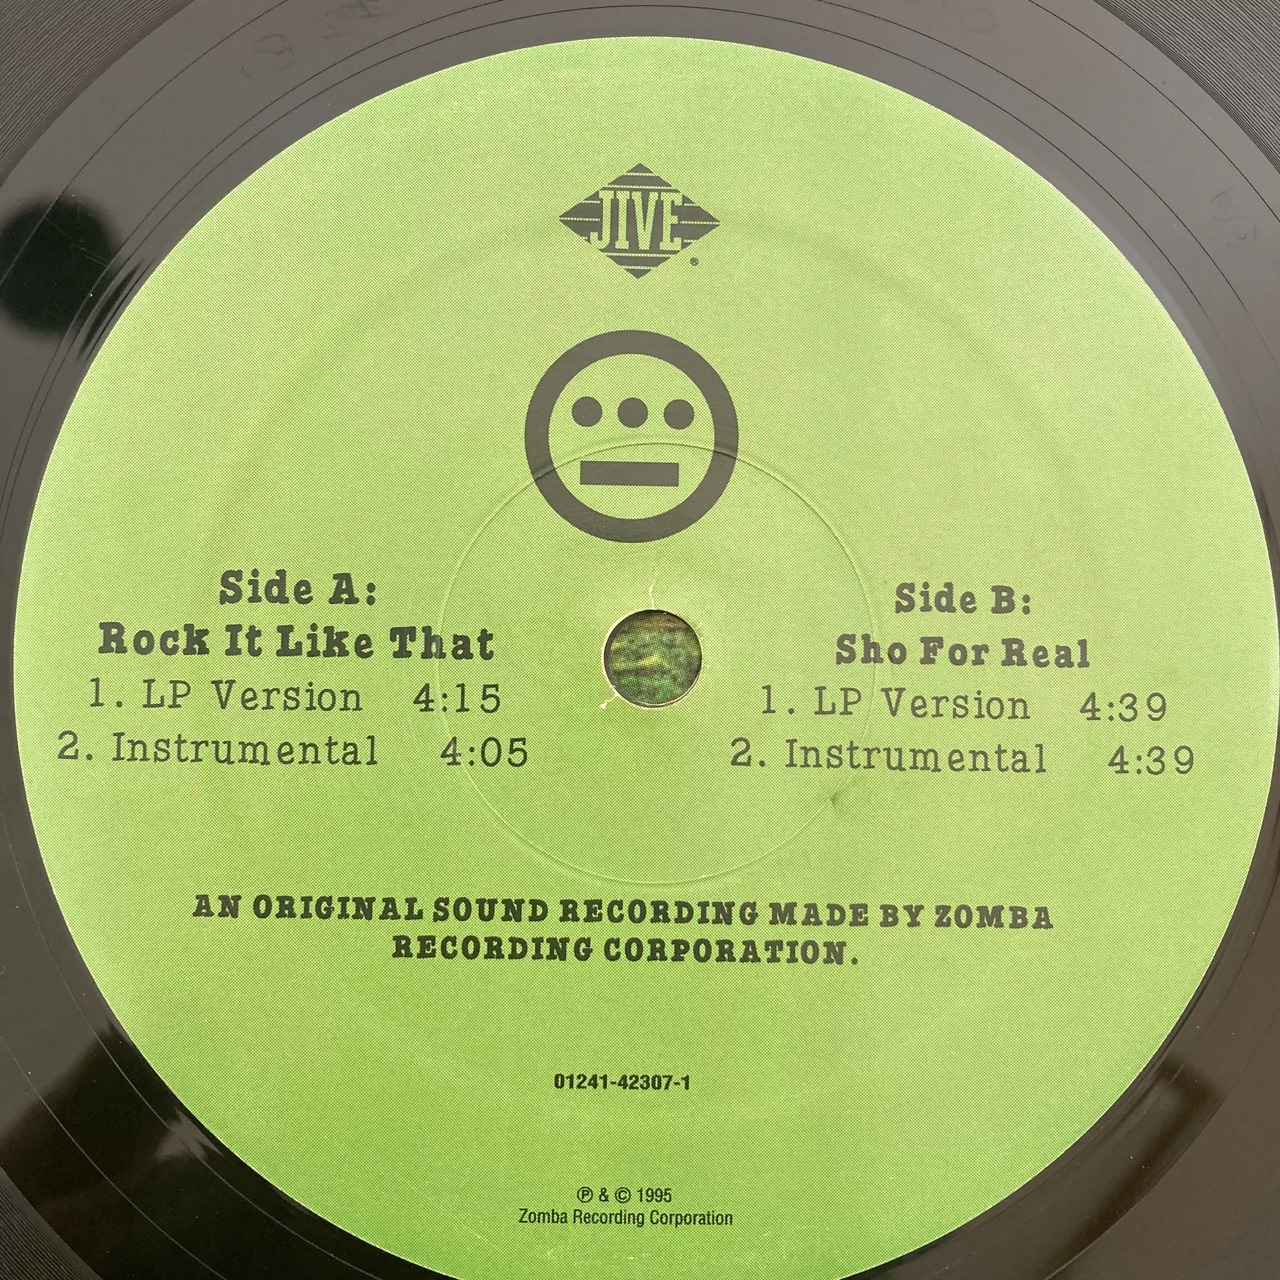 JIVE
®
Side A:
Rock It Like That
1. LP Version 4:15
2. Instrumental 4:05
Side B:
Sho For Real
1. LP Version 4:39
2. Instrumental 4:39
AN ORIGINAL SOUND RECORDING MADE BY ZOMBA
RECORDING CORPORATION.
01241-42307-1
℗ & © 1995
Zomba Recording Corporation